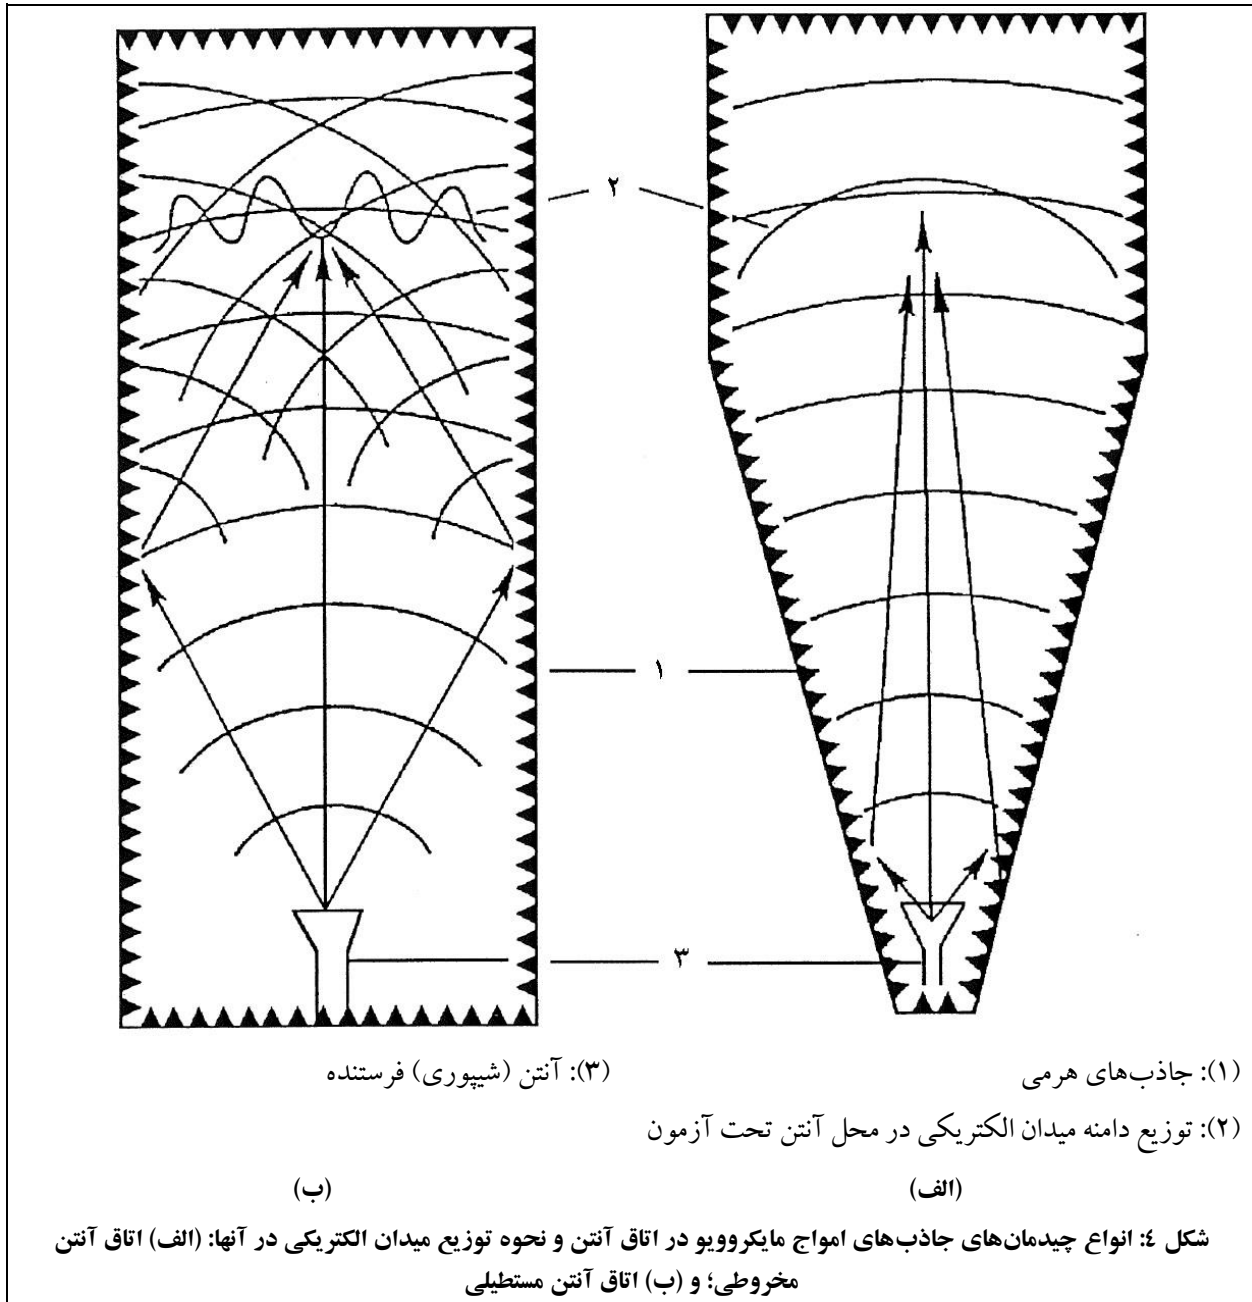 ۲
۱
۳
(۱): جاذب‌های هرمی
(۳): آنتن (شیپوری) فرستنده
(۲): توزیع دامنه میدان الکتریکی در محل آنتن تحت آزمون
(الف)
(ب)
شکل ٤: انواع چیدمان‌های جاذب‌های امواج مایکروویو در اتاق آنتن و نحوه توزیع میدان الکتریکی در آنها: (الف) اتاق آنتن
مخروطی؛ و (ب) اتاق آنتن مستطیلی